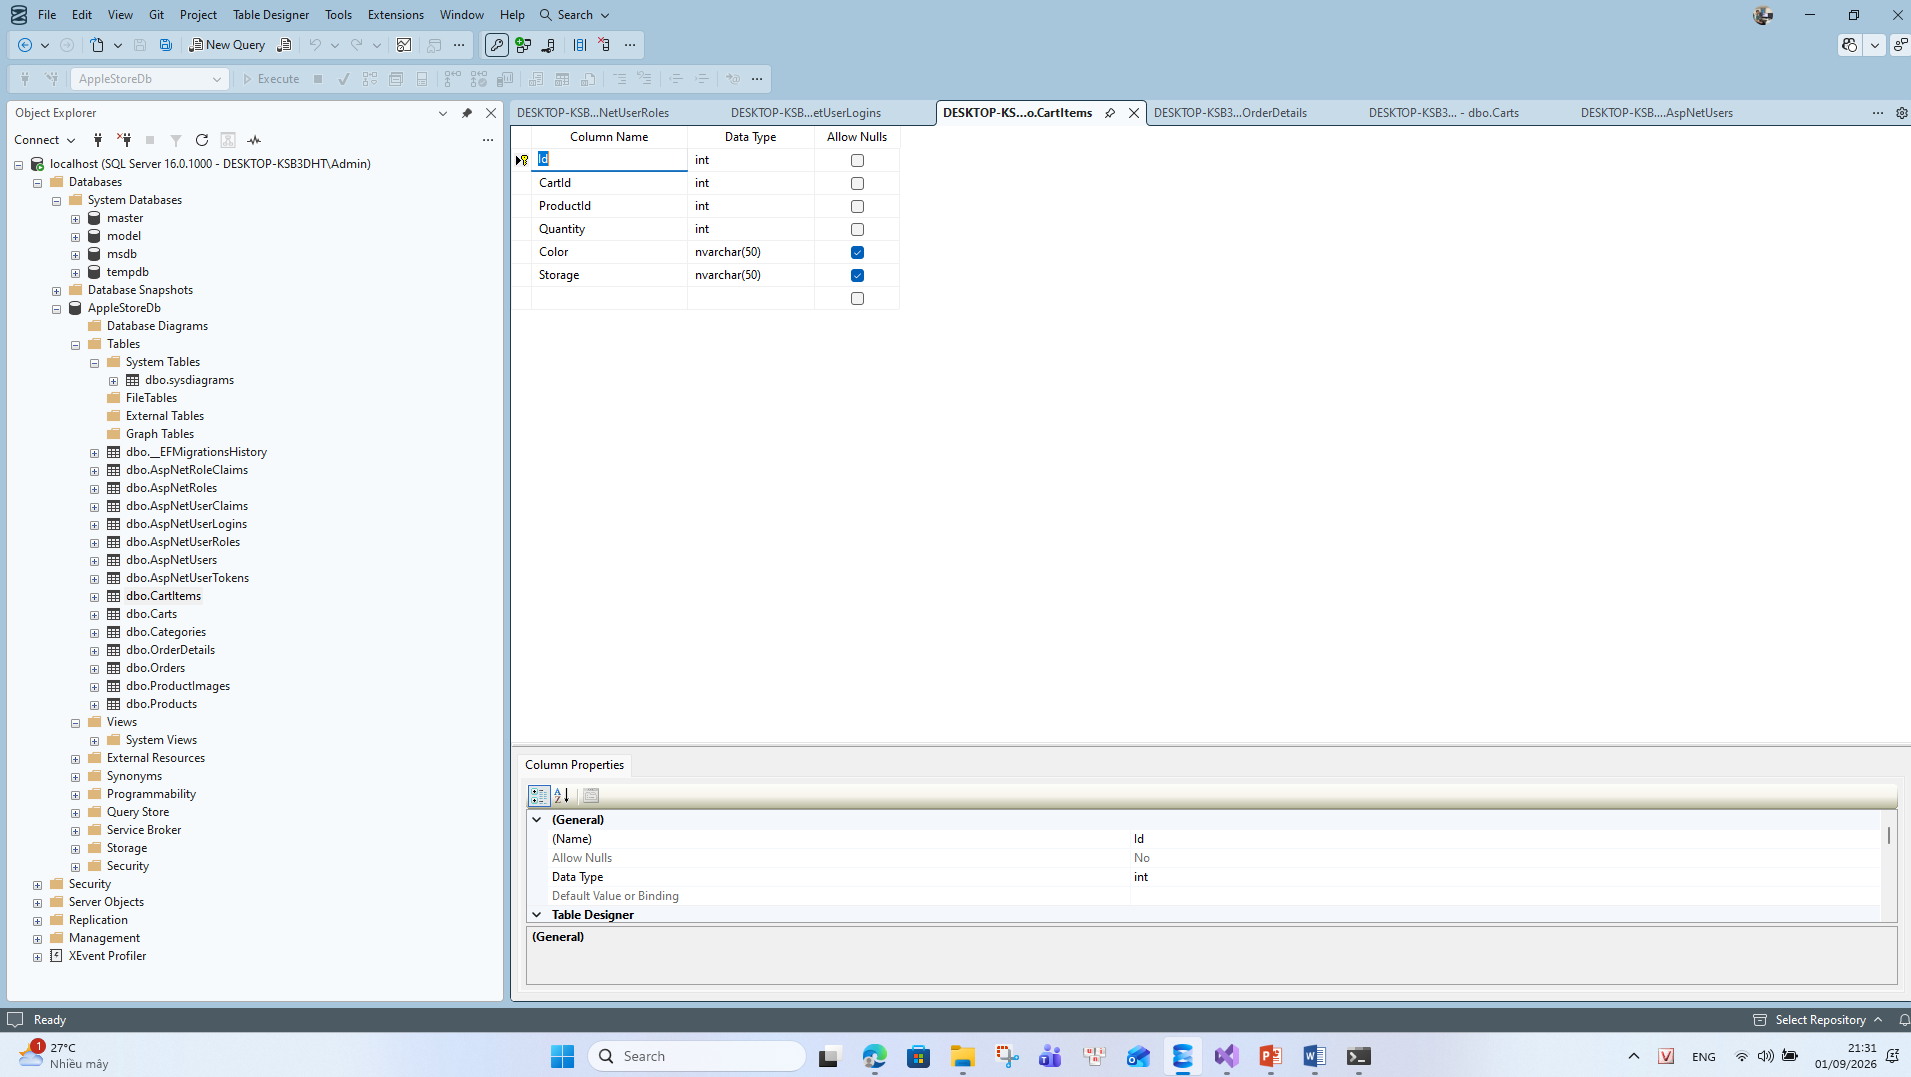 File Edit View Git Project Table Designer Tools Extensions Window Help Search
New Query
AppleStoreDb Execute
Object Explorer
Connect
localhost (SQL Server 16.0.1000 - DESKTOP-KSB3DHT\Admin)
Databases
System Databases
master
model
msdb
tempdb
Database Snapshots
AppleStoreDb
Database Diagrams
Tables
System Tables
dbo.sysdiagrams
FileTables
External Tables
Graph Tables
dbo.__EFMigrationsHistory
dbo.AspNetRoleClaims
dbo.AspNetRoles
dbo.AspNetUserClaims
dbo.AspNetUserLogins
dbo.AspNetUserRoles
dbo.AspNetUsers
dbo.AspNetUserTokens
dbo.CartItems
dbo.Carts
dbo.Categories
dbo.OrderDetails
dbo.Orders
dbo.ProductImages
dbo.Products
Views
System Views
External Resources
Synonyms
Programmability
Query Store
Service Broker
Storage
Security
Security
Server Objects
Replication
Management
XEvent Profiler
DESKTOP-KSB...NetUserRoles DESKTOP-KSB...etUserLogins DESKTOP-KS...o.CartItems DESKTOP-KSB3...OrderDetails DESKTOP-KSB3... - dbo.Carts DESKTOP-KSB....AspNetUsers
Column Name Data Type Allow Nulls
Id int
CartId int
ProductId int
Quantity int
Color nvarchar(50)
Storage nvarchar(50)
Column Properties
(General)
(Name) Id
Allow Nulls No
Data Type int
Default Value or Binding
Table Designer
(General)
Ready Select Repository
1 27°C
Nhiều mây
Search
ENG
21:31
01/09/2026